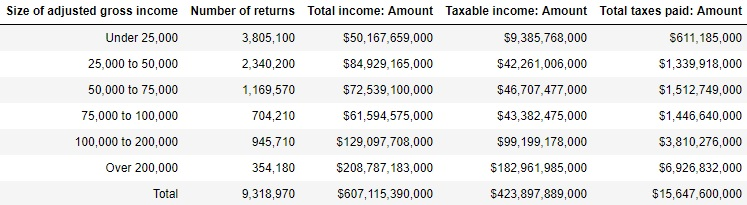 Size of adjusted gross income Number of returns Total income: Amount Taxable income: Amount Total taxes paid: Amount
Under 25,000 3,805,100 $50,167,659,000 $9,385,768,000 $611,185,000
25,000 to 50,000 2,340,200 $84,929,165,000 $42,261,006,000 $1,339,918,000
50,000 to 75,000 1,169,570 $72,539,100,000 $46,707,477,000 $1,512,749,000
75,000 to 100,000 704,210 $61,594,575,000 $43,382,475,000 $1,446,640,000
100,000 to 200,000 945,710 $129,097,708,000 $99,199,178,000 $3,810,276,000
Over 200,000 354,180 $208,787,183,000 $182,961,985,000 $6,926,832,000
Total 9,318,970 $607,115,390,000 $423,897,889,000 $15,647,600,000